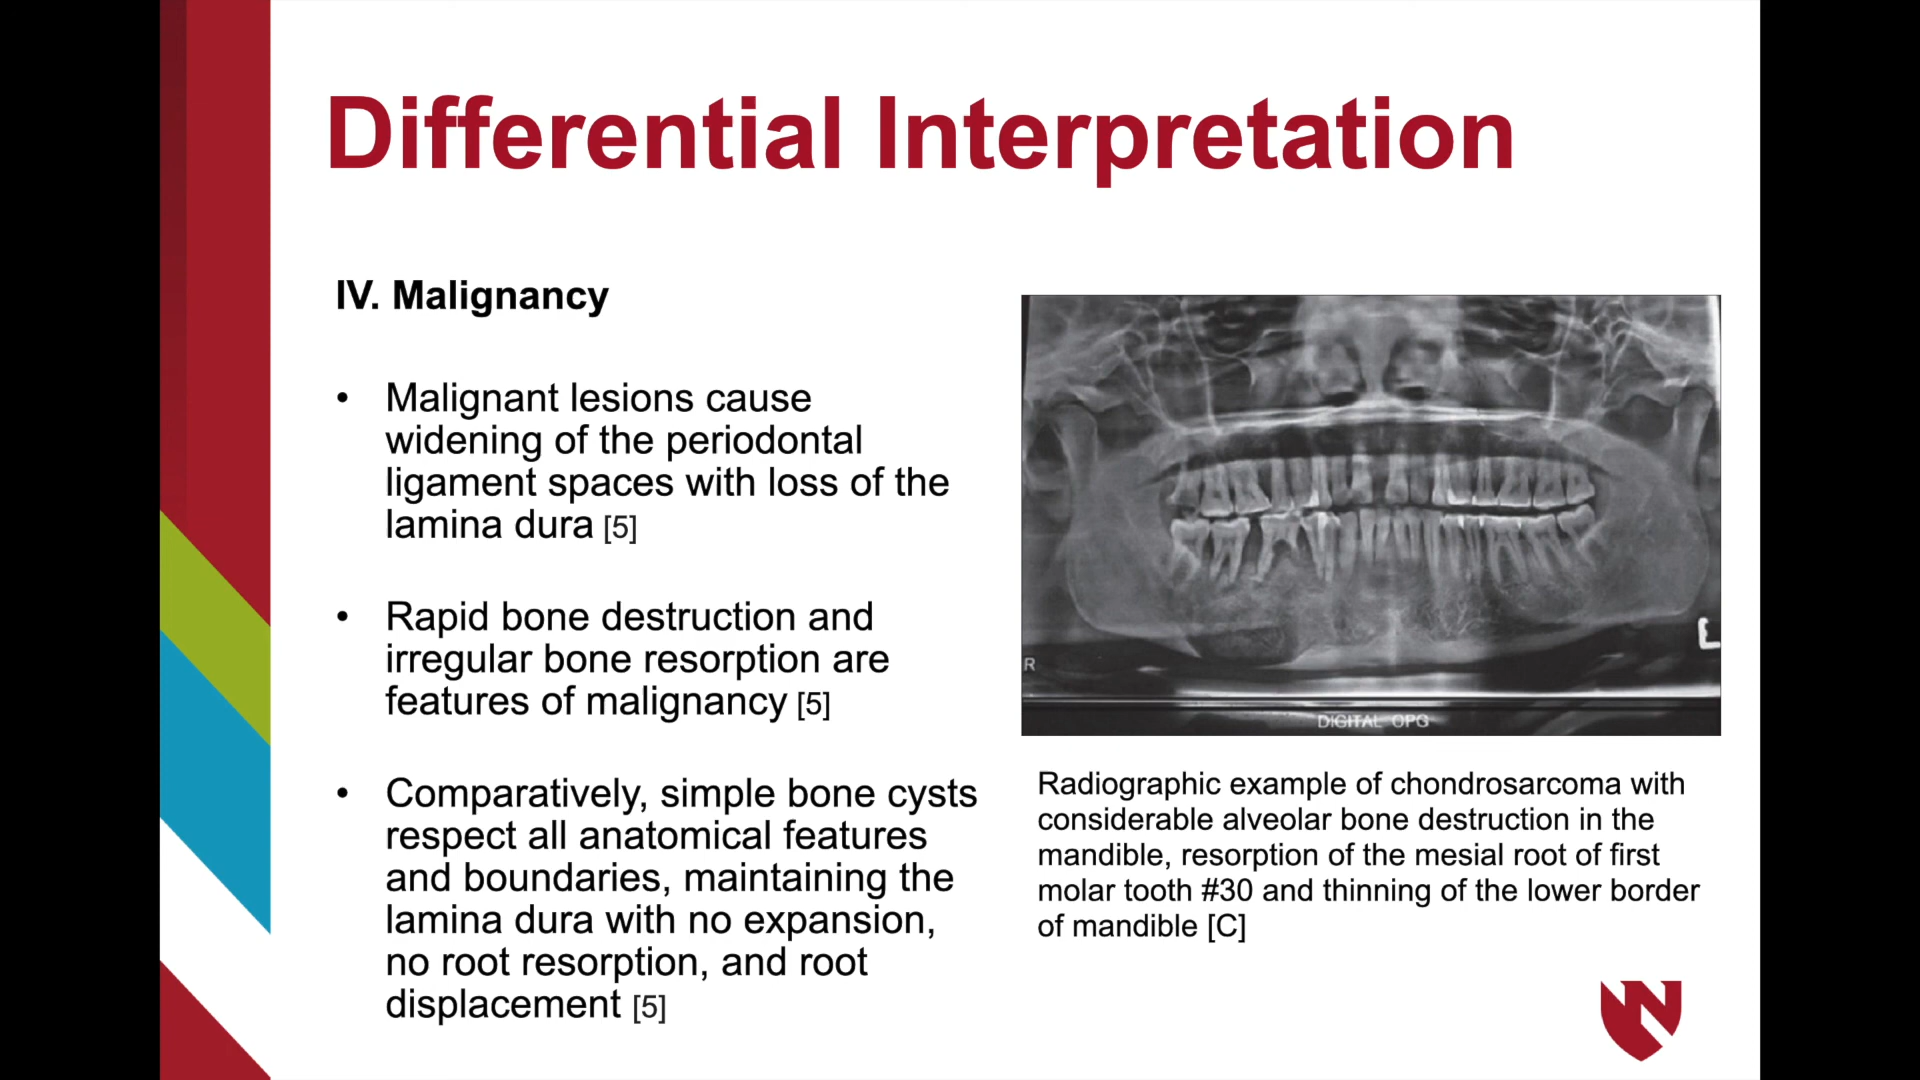 Differential Interpretation
IV. Malignancy
• Malignant lesions cause
widening of the periodontal
ligament spaces with loss of the
lamina dura [5]
• Rapid bone destruction and
irregular bone resorption are
features of malignancy [5]
• Comparatively, simple bone cysts
respect all anatomical features
and boundaries, maintaining the
lamina dura with no expansion,
no root resorption, and root
displacement [5]
R
L
DIGITAL OPG
Radiographic example of chondrosarcoma with
considerable alveolar bone destruction in the
mandible, resorption of the mesial root of first
molar tooth #30 and thinning of the lower border
of mandible [C]
N